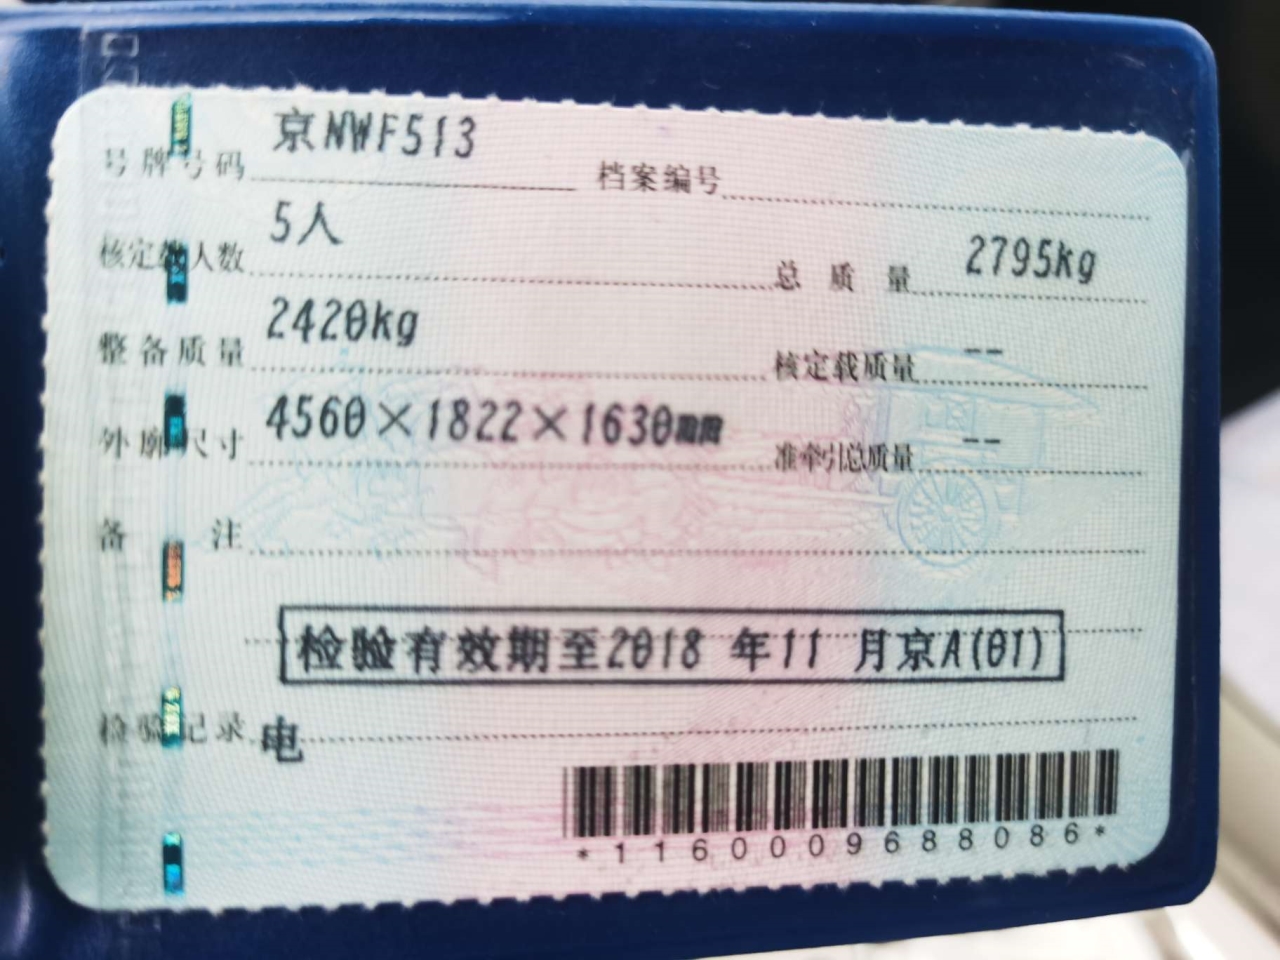 号牌号码 京NWF513 档案编号
核定载人数 5人 总质量 2795kg
整备质量 2420kg 核定载质量 --
外廓尺寸 4560×1822×1630mm 准牵引总质量 --
备注
检验有效期至2018 年11 月京A(01)
检验记录 电
*1160009688086*